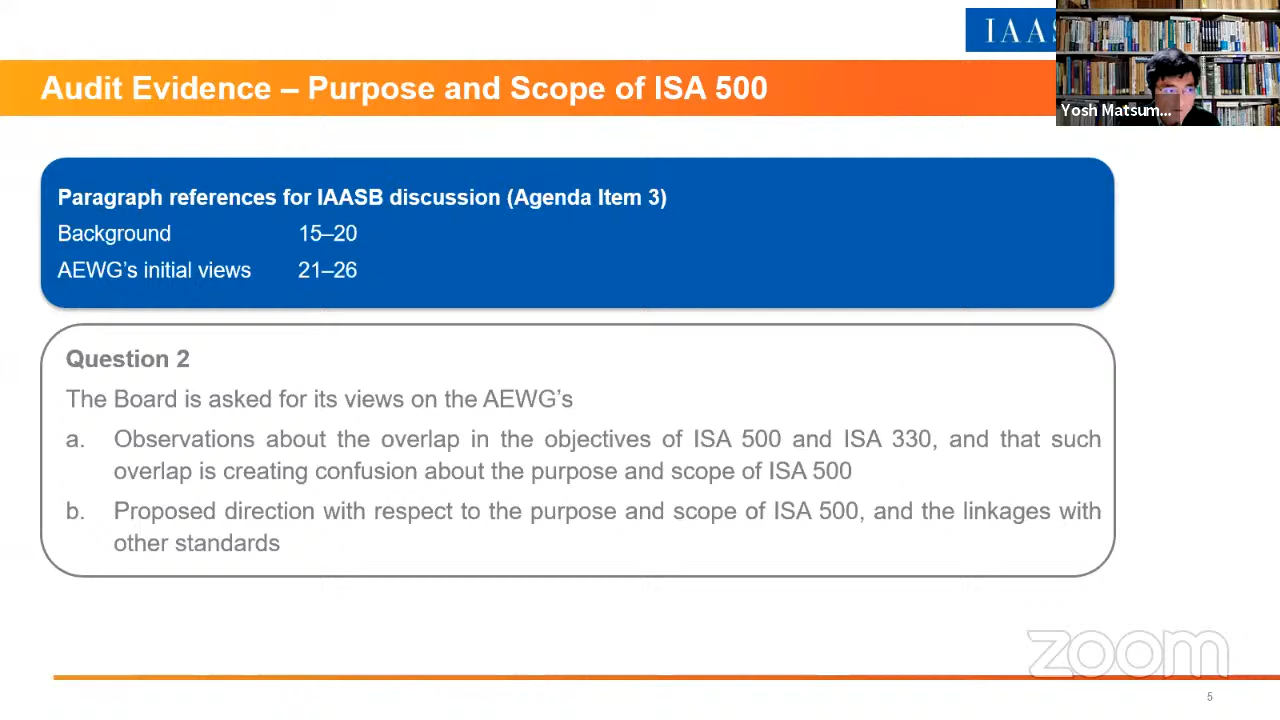 IAAS
Audit Evidence – Purpose and Scope of ISA 500
Yosh Matsum...
Paragraph references for IAASB discussion (Agenda Item 3)
Background 15–20
AEWG’s initial views 21–26
Question 2
The Board is asked for its views on the AEWG’s
a. Observations about the overlap in the objectives of ISA 500 and ISA 330, and that such
overlap is creating confusion about the purpose and scope of ISA 500
b. Proposed direction with respect to the purpose and scope of ISA 500, and the linkages with
other standards
zoom
5